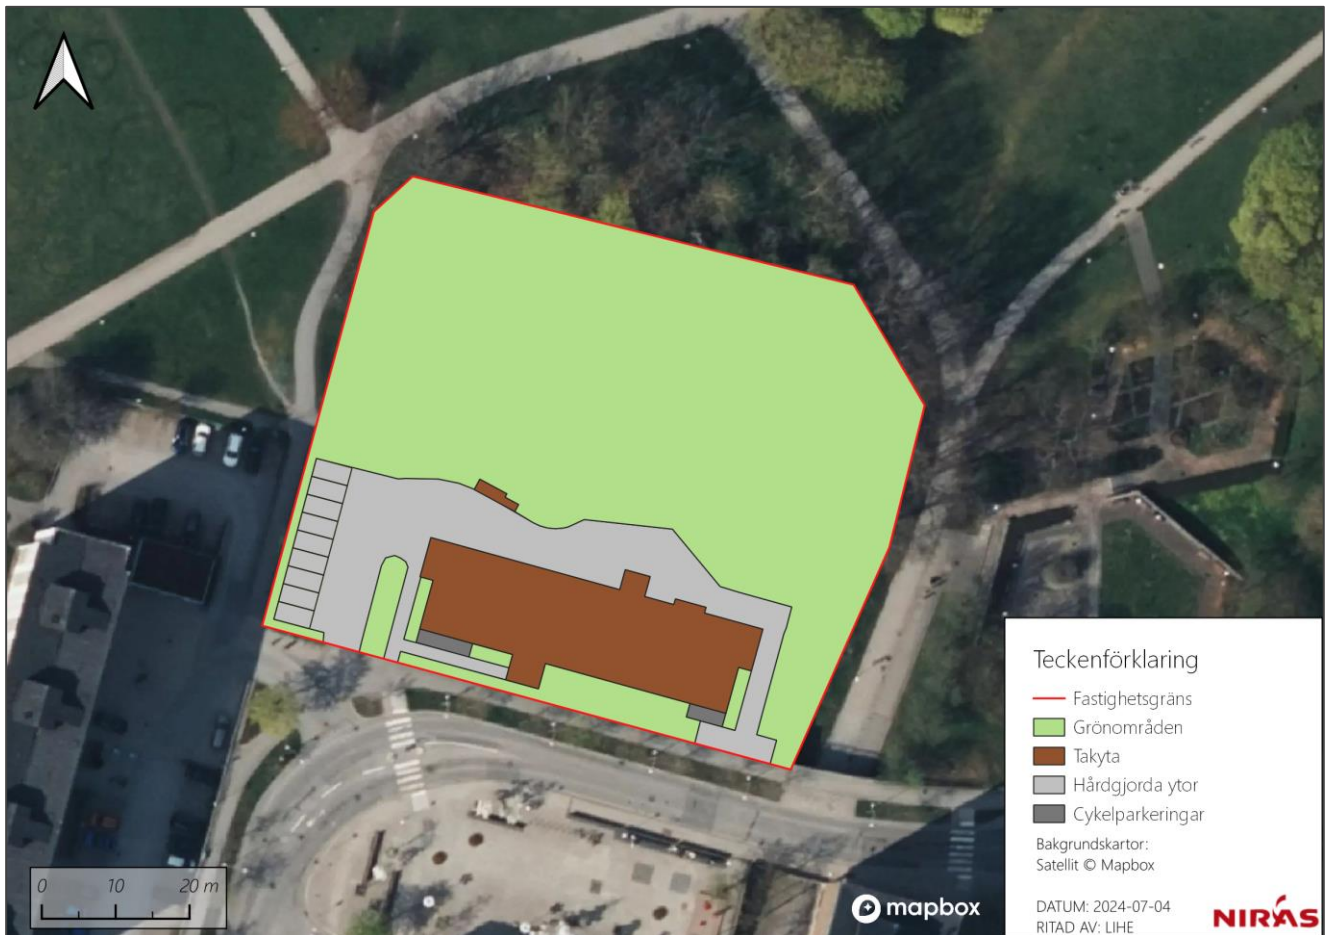 Teckenförklaring
Fastighetsgräns
Grönområden
Takyta
Hårdgjorda ytor
Cykelparkeringar
Bakgrundskartor:
Satellit © Mapbox
DATUM: 2024-07-04
RITAD AV: LIHE
NIRAS
0 10 20 m
mapbox